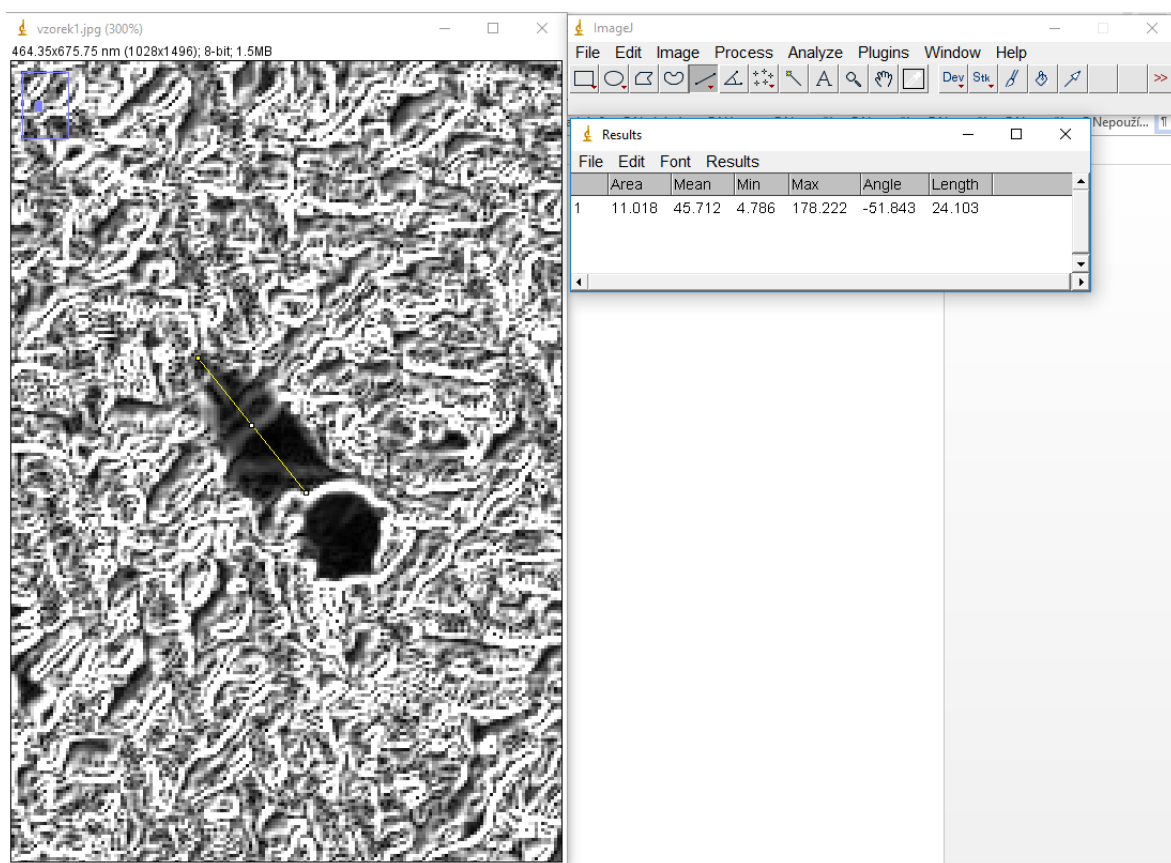 vzorek1.jpg (300%)
464.35x675.75 nm (1028x1496); 8-bit; 1.5MB
ImageJ
File Edit Image Process Analyze Plugins Window Help
A Dev Stk >>
Nepouží... ¶
Results
File Edit Font Results
Area Mean Min Max Angle Length
1 11.018 45.712 4.786 178.222 -51.843 24.103